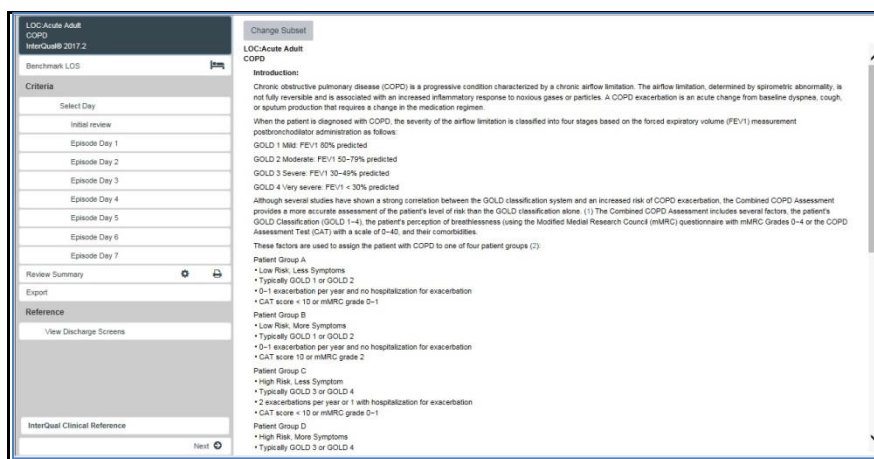 LOC:Acute Adult
COPD
InterQual® 2017.2
Benchmark LOS
Criteria
Select Day
Initial review
Episode Day 1
Episode Day 2
Episode Day 3
Episode Day 4
Episode Day 5
Episode Day 6
Episode Day 7
Review Summary
Export
Reference
View Discharge Screens
InterQual Clinical Reference
Next
Change Subset
LOC:Acute Adult
COPD
Introduction:
Chronic obstructive pulmonary disease (COPD) is a progressive condition characterized by a chronic airflow limitation. The airflow limitation, determined by spirometric abnormality, is
not fully reversible and is associated with an increased inflammatory response to noxious gases or particles. A COPD exacerbation is an acute change from baseline dyspnea, cough,
or sputum production that requires a change in the medication regimen.
When the patient is diagnosed with COPD, the severity of the airflow limitation is classified into four stages based on the forced expiratory volume (FEV1) measurement
postbronchodilator administration as follows:
GOLD 1 Mild: FEV1 80% predicted
GOLD 2 Moderate: FEV1 50–79% predicted
GOLD 3 Severe: FEV1 30–49% predicted
GOLD 4 Very severe: FEV1 < 30% predicted
Although several studies have shown a strong correlation between the GOLD classification system and an increased risk of COPD exacerbation, the Combined COPD Assessment
provides a more accurate assessment of the patient's level of risk than the GOLD classification alone. (1) The Combined COPD Assessment includes several factors, the patient's
GOLD Classification (GOLD 1–4), the patient's perception of breathlessness (using the Modified Medial Research Council (mMRC) questionnaire with mMRC Grades 0–4 or the COPD
Assessment Test (CAT) with a scale of 0–40, and their comorbidities.
These factors are used to assign the patient with COPD to one of four patient groups (2):
Patient Group A
• Low Risk, Less Symptoms
• Typically GOLD 1 or GOLD 2
• 0–1 exacerbation per year and no hospitalization for exacerbation
• CAT score < 10 or mMRC grade 0–1
Patient Group B
• Low Risk, More Symptoms
• Typically GOLD 1 or GOLD 2
• 0–1 exacerbation per year and no hospitalization for exacerbation
• CAT score 10 or mMRC grade 2
Patient Group C
• High Risk, Less Symptom
• Typically GOLD 3 or GOLD 4
• 2 exacerbations per year or 1 with hospitalization for exacerbation
• CAT score < 10 or mMRC grade 0–1
Patient Group D
• High Risk, More Symptoms
• Typically GOLD 3 or GOLD 4